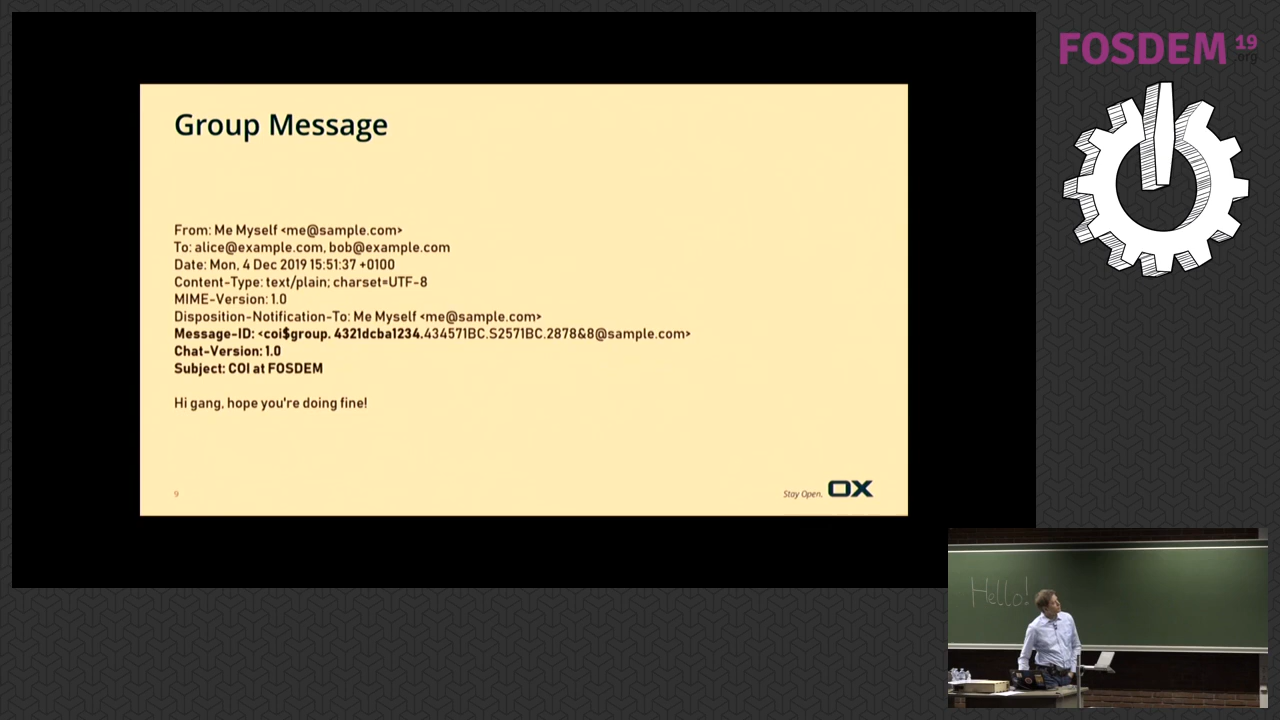 FOSDEM 19
.org
Group Message
From: Me Myself <me@sample.com>
To: alice@example.com, bob@example.com
Date: Mon, 4 Dec 2019 15:51:37 +0100
Content-Type: text/plain; charset=UTF-8
MIME-Version: 1.0
Disposition-Notification-To: Me Myself <me@sample.com>
Message-ID: <coi$group. 4321dcba1234.434571BC.S2571BC.2878&8@sample.com>
Chat-Version: 1.0
Subject: COI at FOSDEM
Hi gang, hope you're doing fine!
9
Stay Open. OX
Hello!